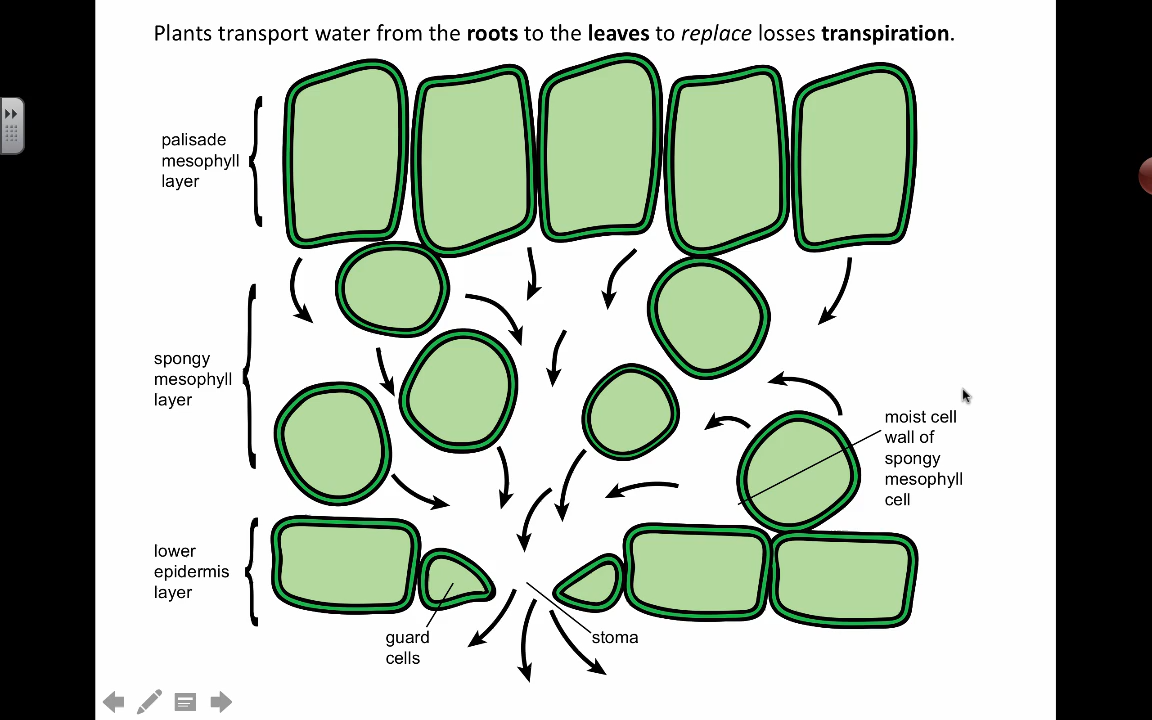 Plants transport water from the roots to the leaves to replace losses transpiration.
palisade
mesophyll
layer
spongy
mesophyll
layer
moist cell
wall of
spongy
mesophyll
cell
lower
epidermis
layer
guard
cells
stoma